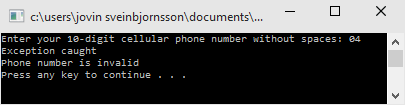 c:\users\jovin sveinbjornsson\documents\...
Enter your 10-digit cellular phone number without spaces: 04
Exception caught
Phone number is invalid
Press any key to continue . . .